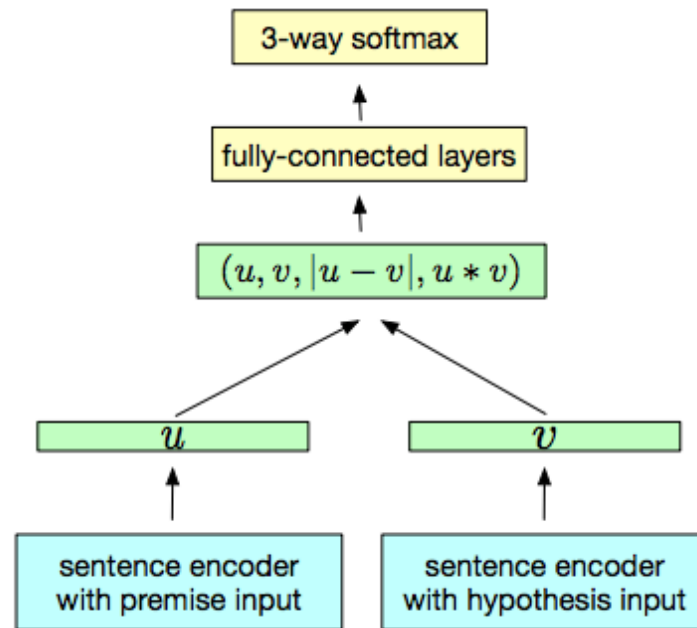 3-way softmax
fully-connected layers
(u, v, |u − v|, u * v)
u
v
sentence encoder
with premise input
sentence encoder
with hypothesis input